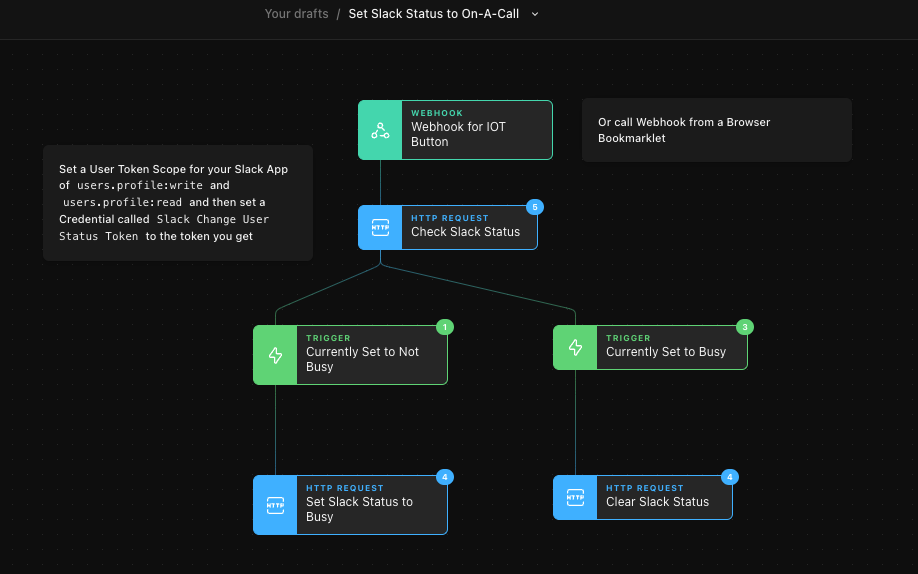 Your drafts / Set Slack Status to On-A-Call
WEBHOOK
Webhook for IOT
Button
Or call Webhook from a Browser
Bookmarklet
Set a User Token Scope for your Slack App
of users.profile:write and
users.profile:read and then set a
Credential called Slack Change User
Status Token to the token you get
5
HTTP REQUEST
HTTP
Check Slack Status
1
TRIGGER
Currently Set to Not
Busy
3
TRIGGER
Currently Set to Busy
4
HTTP REQUEST
HTTP
Set Slack Status to
Busy
4
HTTP REQUEST
HTTP
Clear Slack Status